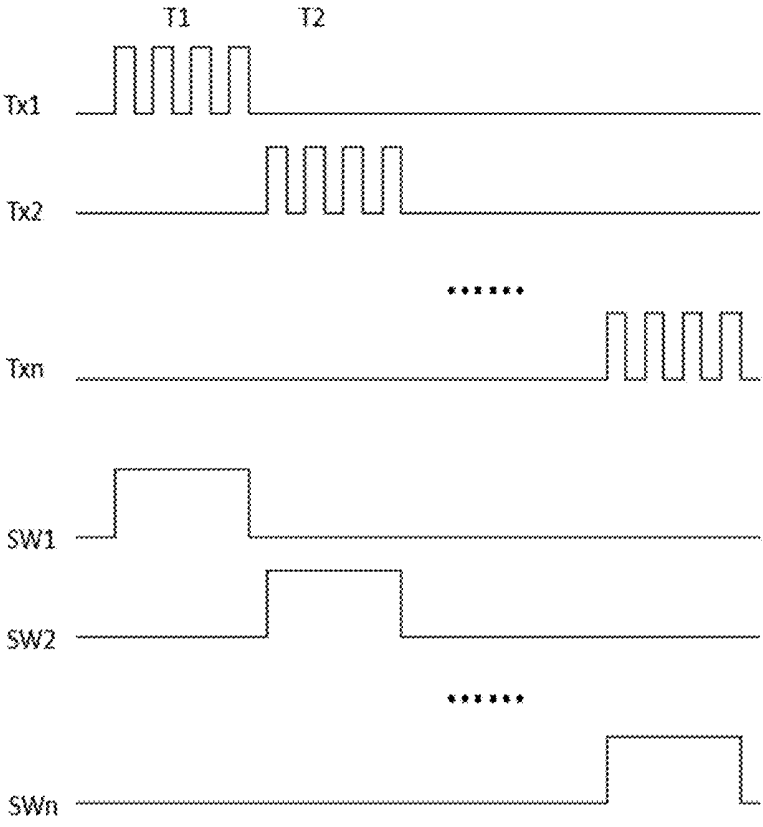 T1 T2
Tx1
Tx2
......
Txn
SW1
SW2
......
SWn